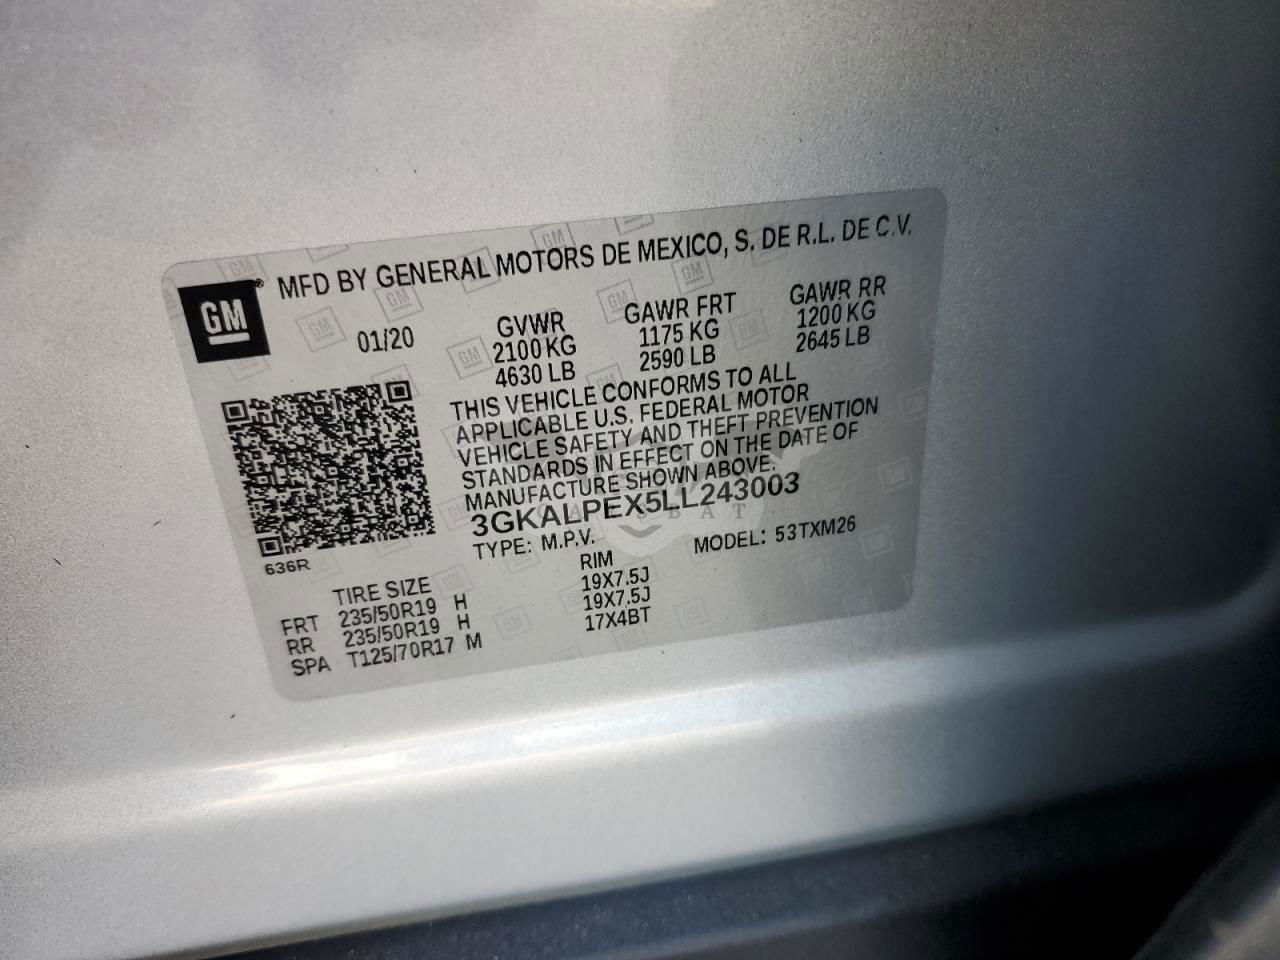 MFD BY GENERAL MOTORS DE MEXICO, S. DE R.L. DE C.V.
GM®
01/20
GVWR GAWR FRT GAWR RR
2100 KG 1175 KG 1200 KG
4630 LB 2590 LB 2645 LB
THIS VEHICLE CONFORMS TO ALL
APPLICABLE U.S. FEDERAL MOTOR
VEHICLE SAFETY AND THEFT PREVENTION
STANDARDS IN EFFECT ON THE DATE OF
MANUFACTURE SHOWN ABOVE.
3GKALPEX5LL243003
TYPE: M.P.V. MODEL: 53TXM26
636R
TIRE SIZE RIM
FRT 235/50R19 H 19X7.5J
RR 235/50R19 H 19X7.5J
SPA T125/70R17 M 17X4BT